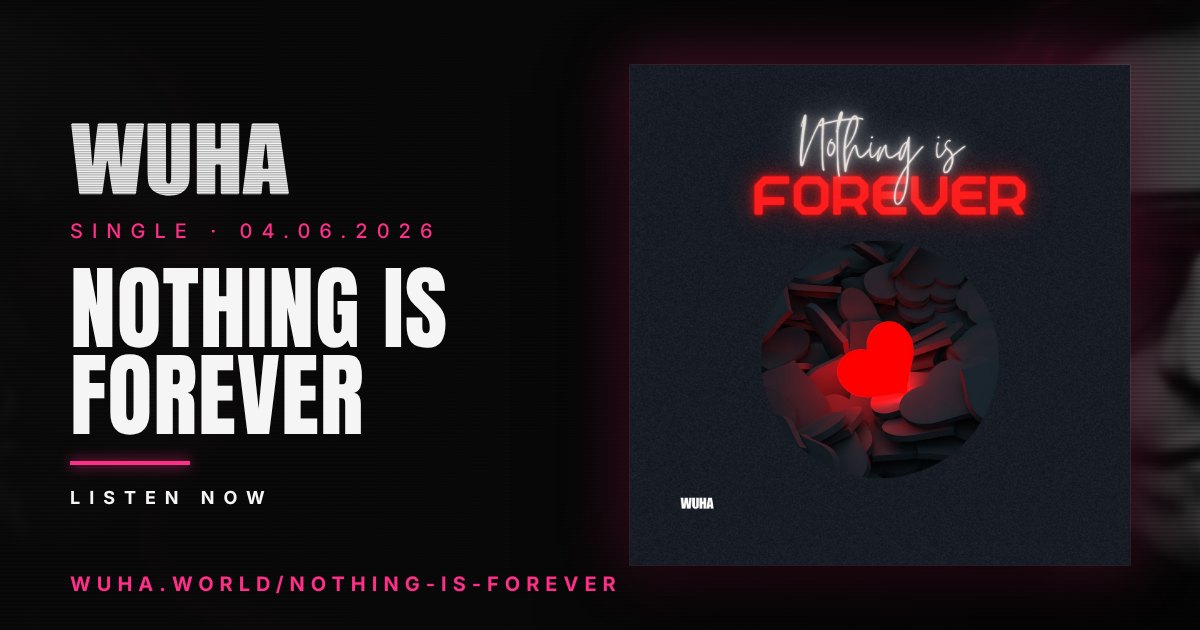 WUHA
SINGLE · 04.06.2026
NOTHING IS
FOREVER
LISTEN NOW
WUHA.WORLD/NOTHING-IS-FOREVER
Nothing is
FOREVER
WUHA